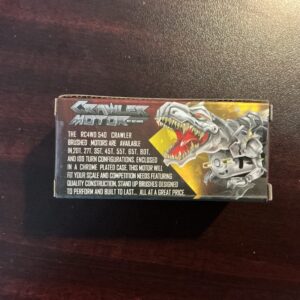 CRAWLER
MOTOR
THE RC4WD 540 CRAWLER
BRUSHED MOTORS ARE AVAILABLE
IN 20T, 27T, 35T, 45T, 55T, 65T, 80T,
AND 100 TURN CONFIGURATIONS. ENCLOSED
IN A CHROME PLATED CASE, THIS MOTOR WILL
FIT YOUR SCALE AND COMPETITION NEEDS FEATURING
QUALITY CONSTRUCTION, STAND UP BRUSHES DESIGNED
TO PERFORM AND BUILT TO LAST... ALL AT A GREAT PRICE.